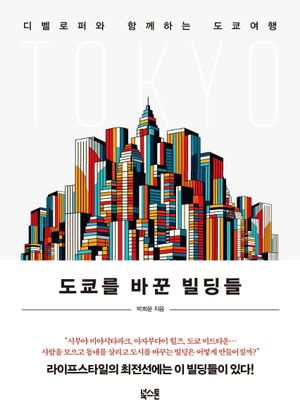 디벨로퍼와 함께하는 도쿄여행
TOKYO
도쿄를 바꾼 빌딩들
박희윤 지음
“시부야 미야시타파크, 아자부다이 힐즈, 도쿄 미드타운…
사람을 모으고 동네를 살리고 도시를 바꾸는 빌딩은 어떻게 만들어질까?”
라이프스타일의 최전선에는 이 빌딩들이 있다!
북스톤